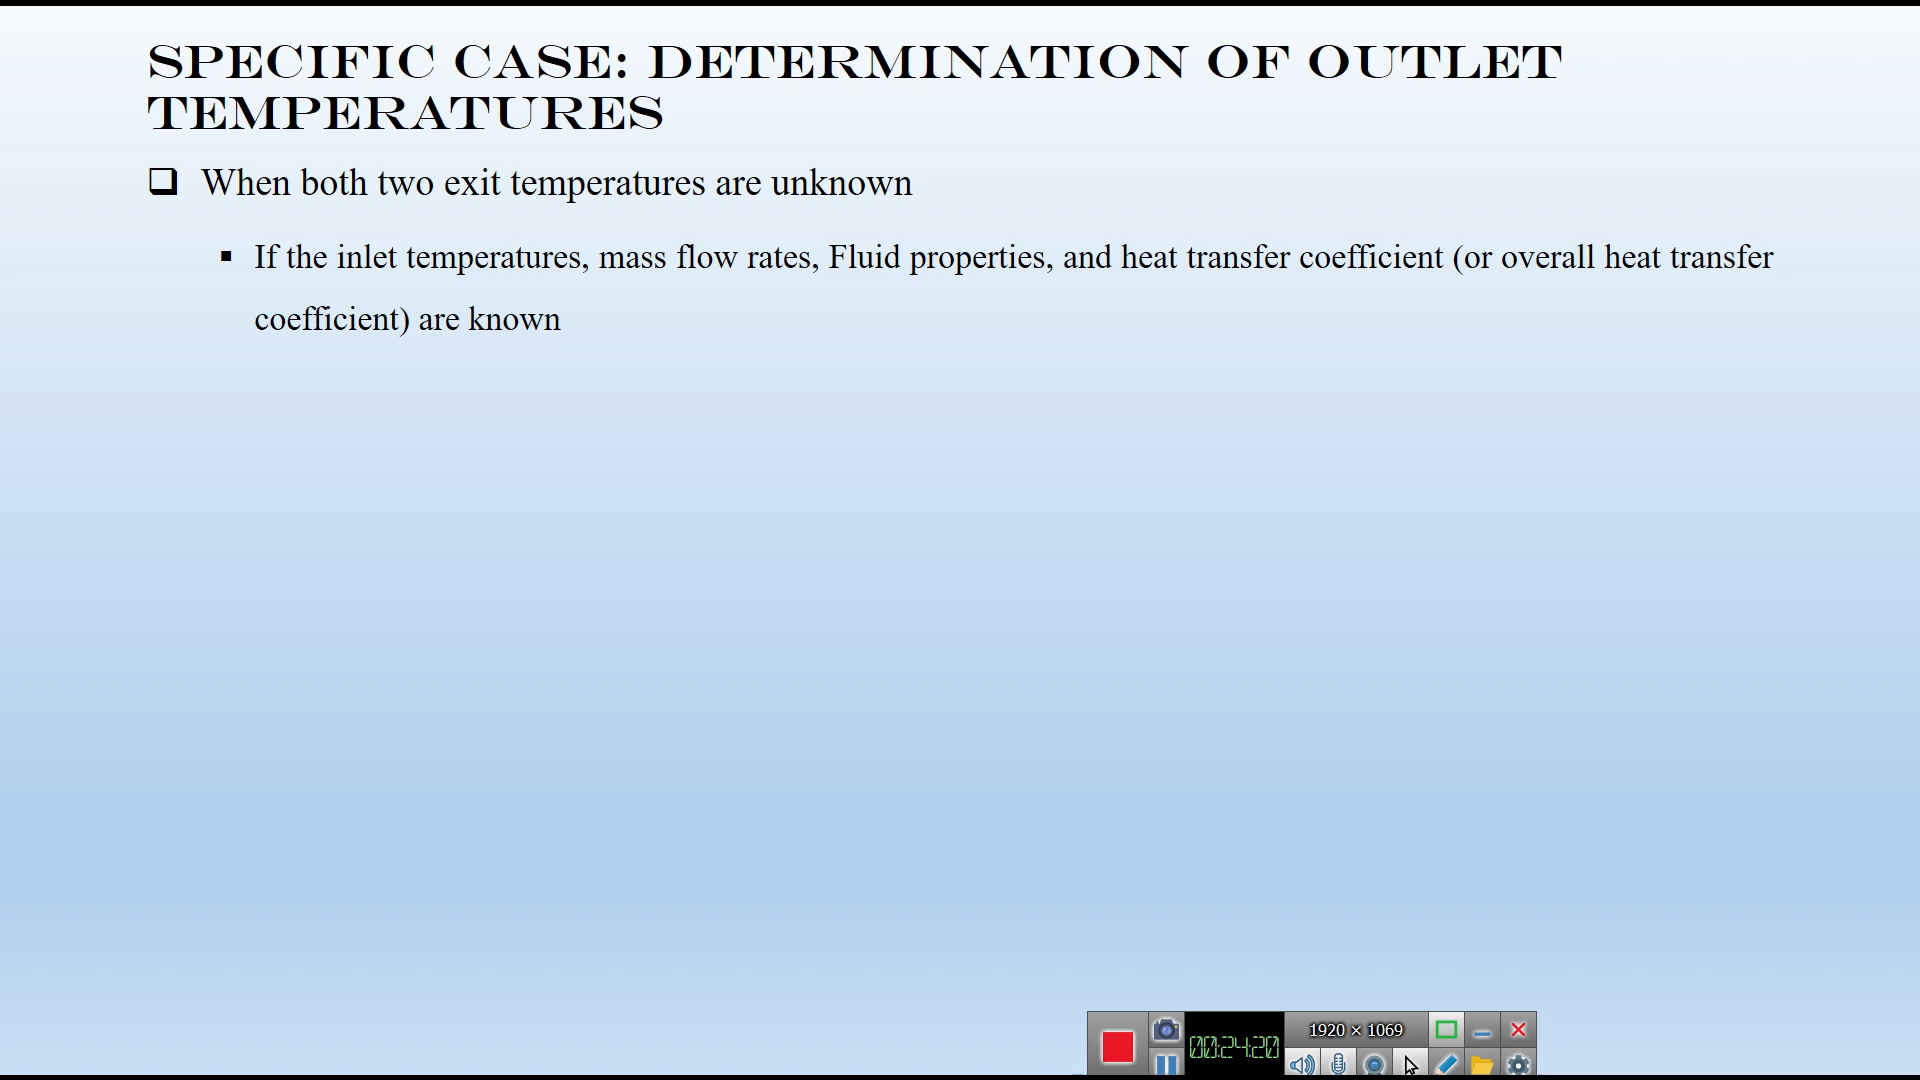 SPECIFIC CASE: DETERMINATION OF OUTLET
TEMPERATURES
When both two exit temperatures are unknown
If the inlet temperatures, mass flow rates, Fluid properties, and heat transfer coefficient (or overall heat transfer
coefficient) are known
1920 × 1069
00:24:20